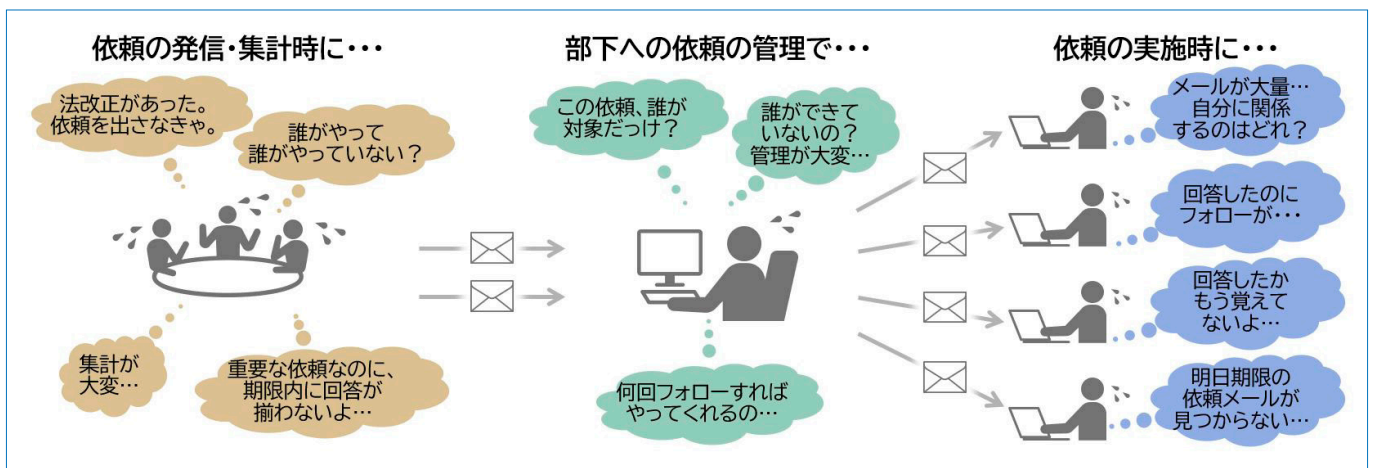 依頼の発信・集計時に・・・
法改正があった。
依頼を出さなきゃ。
誰がやって
誰がやっていない？
集計が
大変…
重要な依頼なのに、
期限内に回答が
揃わないよ…
部下への依頼の管理で・・・
この依頼、誰が
対象だっけ？
誰ができて
いないの？
管理が大変…
何回フォローすれば
やってくれるの…
依頼の実施時に・・・
メールが大量…
自分に関係
するのはどれ？
回答したのに
フォローが・・・
回答したか
もう覚えて
ないよ…
明日期限の
依頼メールが
見つからない…